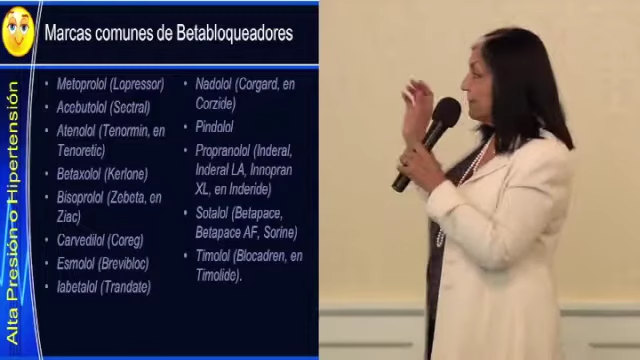 Marcas comunes de Betabloqueadores
Alta Presión o Hipertensión
• Metoprolol (Lopressor)
• Acebutolol (Sectral)
• Atenolol (Tenormin, en
Tenoretic)
• Betaxolol (Kerlone)
• Bisoprolol (Zebeta, en
Ziac)
• Carvedilol (Coreg)
• Esmolol (Brevibloc)
• labetalol (Trandate)
• Nadolol (Corgard, en
Corzide)
• Pindolol
• Propranolol (Inderal,
Inderal LA, Innopran
XL, en Inderide)
• Sotalol (Betapace,
Betapace AF, Sorine)
• Timolol (Blocadren, en
Timolide).